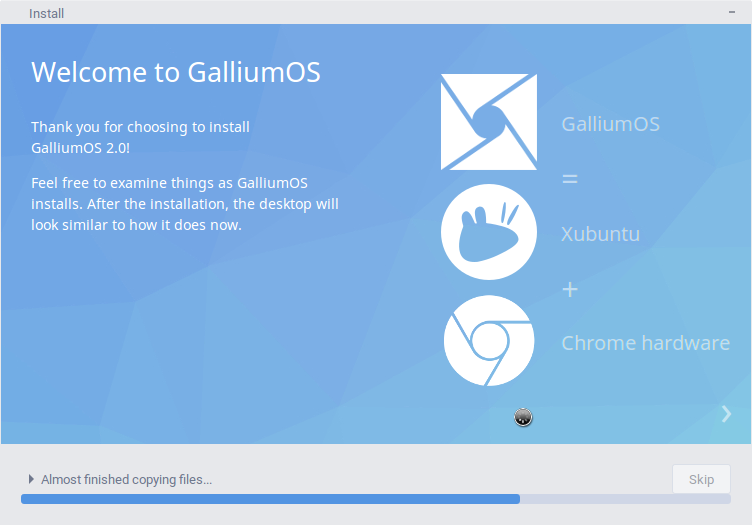 Install
Welcome to GalliumOS
Thank you for choosing to install
GalliumOS 2.0!
Feel free to examine things as GalliumOS
installs. After the installation, the desktop will
look similar to how it does now.
GalliumOS
=
Xubuntu
+
Chrome hardware
Almost finished copying files...
Skip